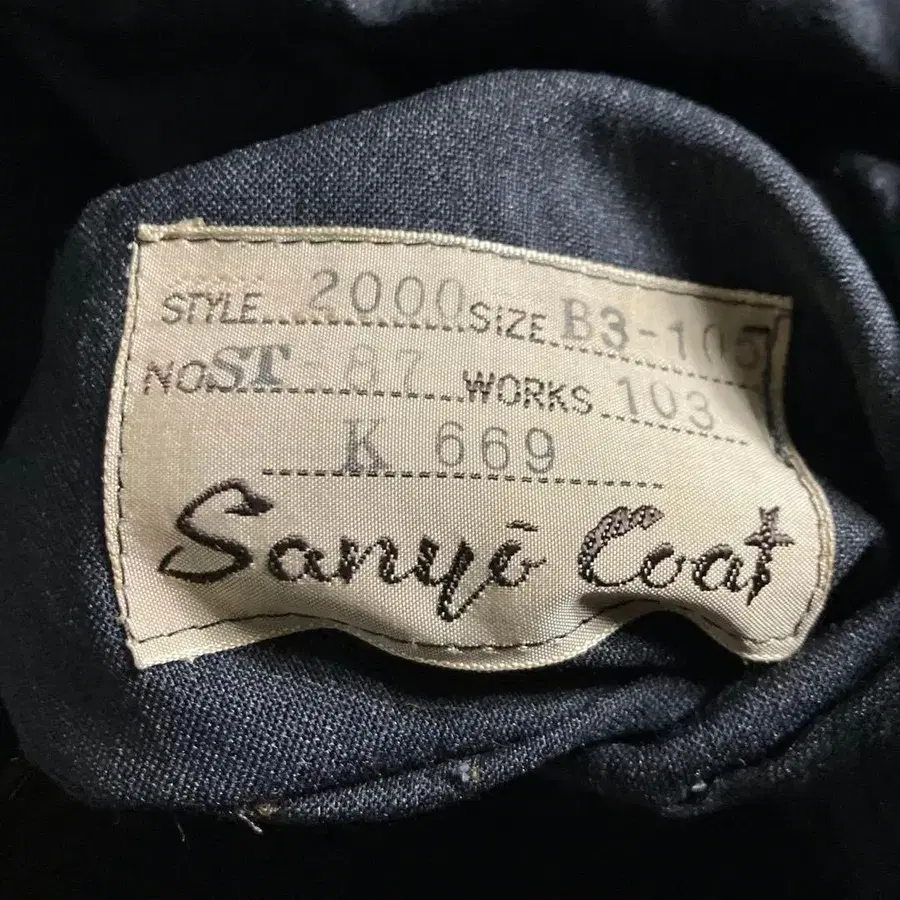 STYLE 2000 SIZE B3-105
NO ST-87 WORKS 103
K 669
Sanyō Coat